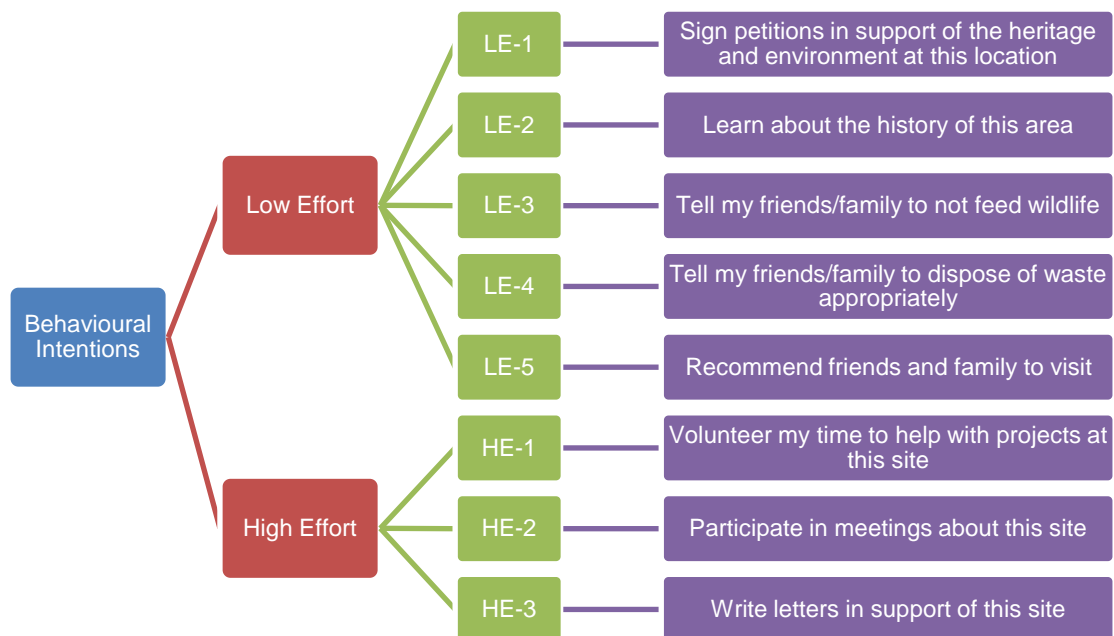 LE-1
Sign petitions in support of the heritage
and environment at this location
LE-2
Learn about the history of this area
Low Effort
LE-3
Tell my friends/family to not feed wildlife
LE-4
Tell my friends/family to dispose of waste
appropriately
Behavioural
Intentions
LE-5
Recommend friends and family to visit
HE-1
Volunteer my time to help with projects at
this site
High Effort
HE-2
Participate in meetings about this site
HE-3
Write letters in support of this site